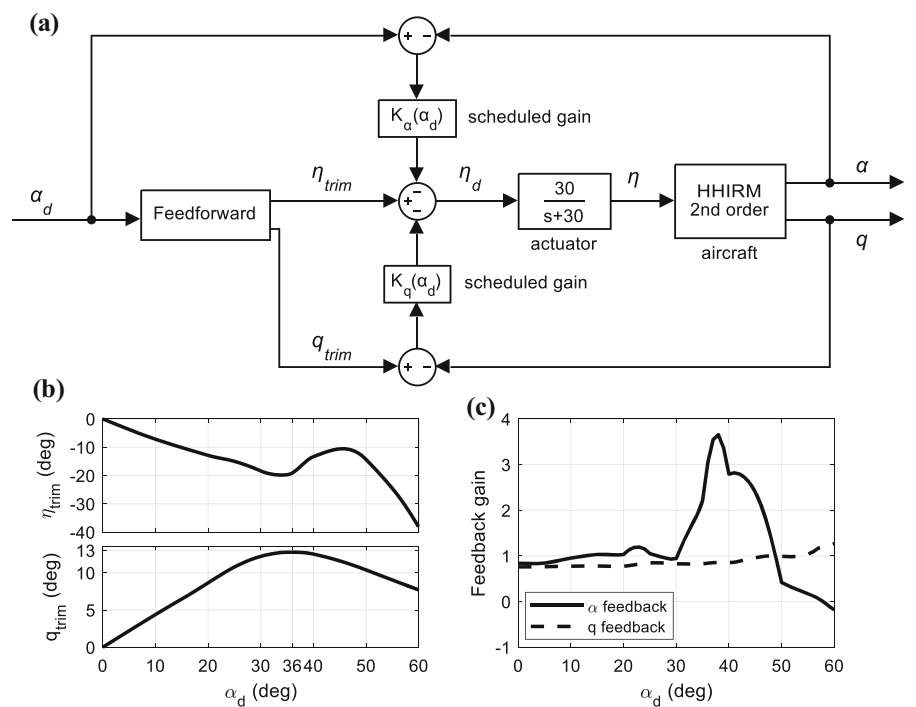 (a)
+ −
K_α(α_d) scheduled gain
η_trim
−
+
−
η_d
30
s+30
actuator
η
HHIRM
2nd order
aircraft
α
q
α_d
Feedforward
K_q(α_d) scheduled gain
q_trim
+ −
(b)
0
-10
-20
-30
-40
η_trim (deg)
13
10
5
0
q_trim (deg)
0 10 20 30 36 40 50 60
α_d (deg)
(c)
4
3
2
1
0
-1
Feedback gain
α feedback
q feedback
0 10 20 30 40 50 60
α_d (deg)